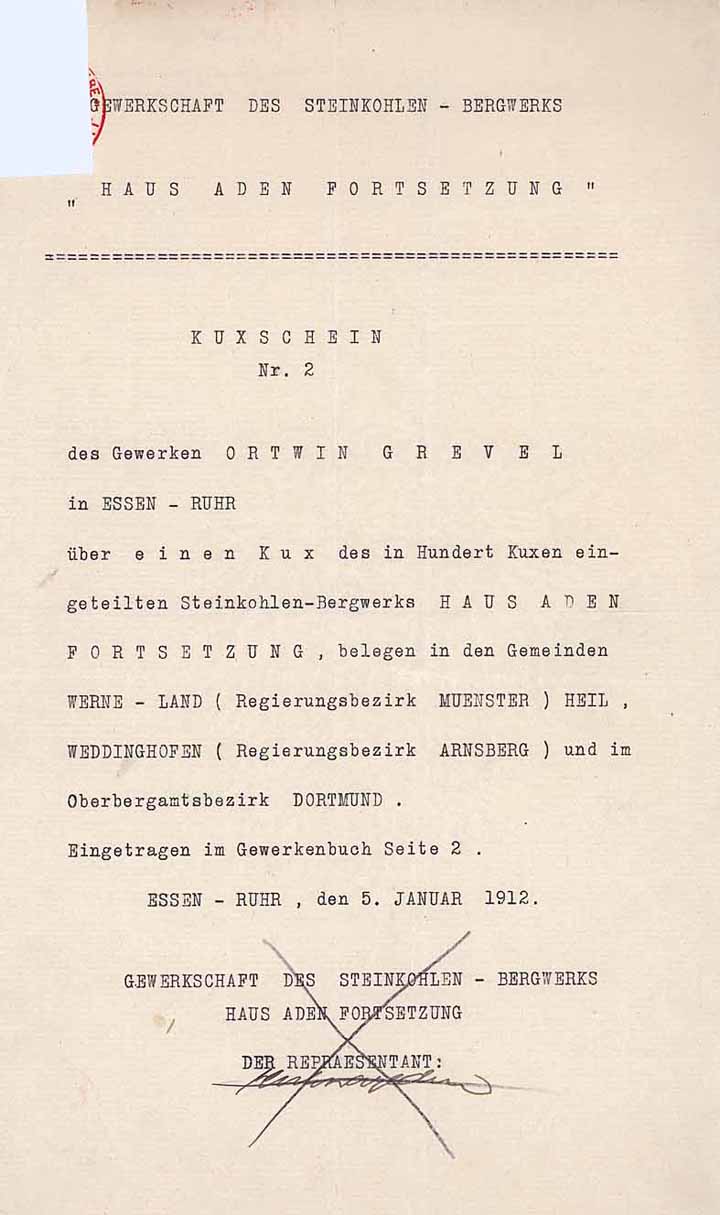 GEWERKSCHAFT DES STEINKOHLEN - BERGWERKS
" HAUS ADEN FORTSETZUNG "
===================================================
KUXSCHEIN
Nr. 2
des Gewerken ORTWIN GREVEL
in ESSEN - RUHR
über einen Kux des in Hundert Kuxen ein-
geteilten Steinkohlen-Bergwerks HAUS ADEN
FORTSETZUNG , belegen in den Gemeinden
WERNE - LAND ( Regierungsbezirk MUENSTER ) HEIL ,
WEDDINGHOFEN ( Regierungsbezirk ARNSBERG ) und im
Oberbergamtsbezirk DORTMUND .
Eingetragen im Gewerkenbuch Seite 2 .
ESSEN - RUHR , den 5. JANUAR 1912.
GEWERKSCHAFT DES STEINKOHLEN - BERGWERKS
HAUS ADEN FORTSETZUNG
DER REPRAESENTANT: